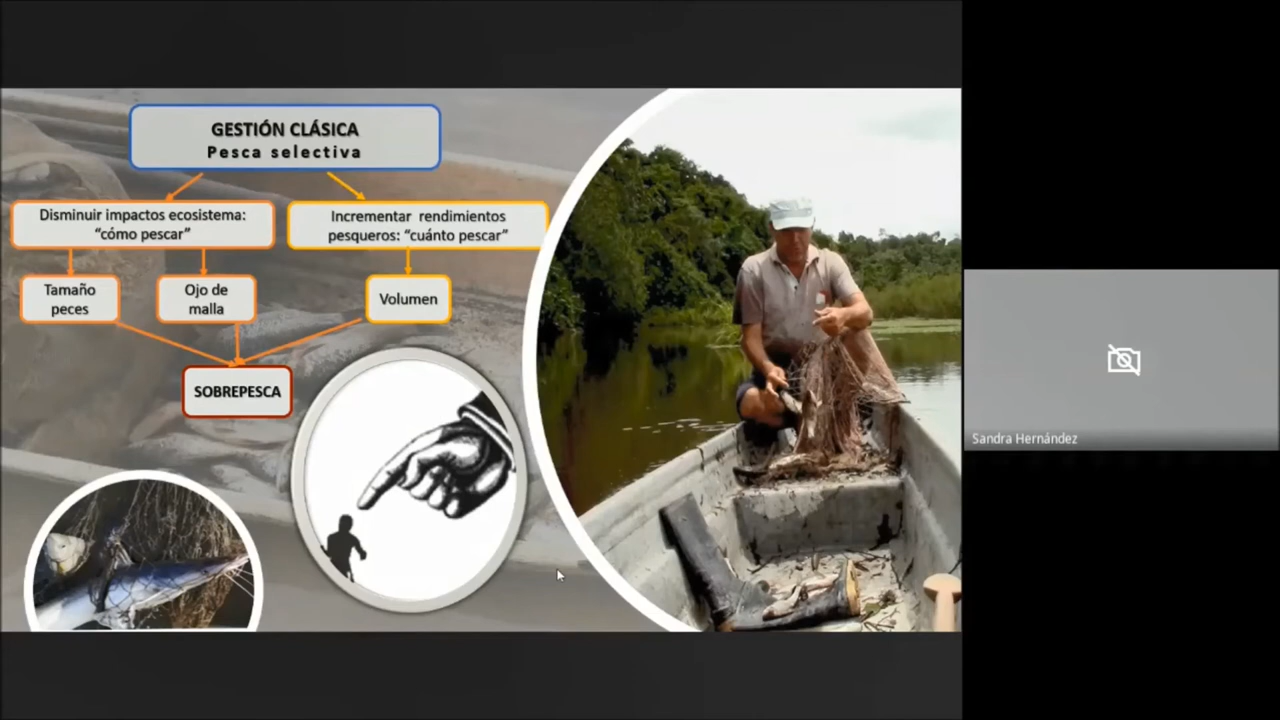 GESTIÓN CLÁSICA
Pesca selectiva
Disminuir impactos ecosistema:
“cómo pescar”
Incrementar rendimientos
pesqueros: “cuánto pescar”
Tamaño
peces
Ojo de
malla
Volumen
SOBREPESCA
Sandra Hernández